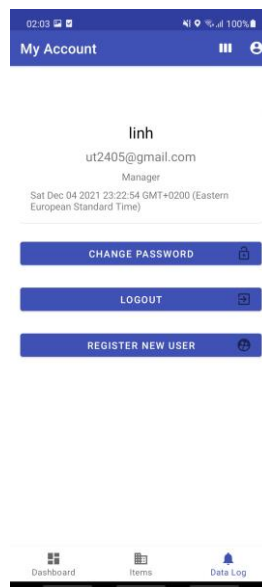 02:03 100%
My Account
linh
ut2405@gmail.com
Manager
Sat Dec 04 2021 23:22:54 GMT+0200 (Eastern
European Standard Time)
CHANGE PASSWORD
LOGOUT
REGISTER NEW USER
Dashboard Items Data Log